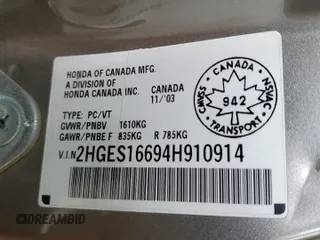 HONDA OF CANADA MFG.
A DIVISION OF
HONDA CANADA INC. CANADA
11/'03
TYPE: PC/VT
GVWR/PNBV 1610KG
GAWR/PNBE F 835KG R 785KG
V.I.N. 2HGES16694H910914
CANADA
CMVSS NSVAC
942
TRANSPORT
DREAMBID